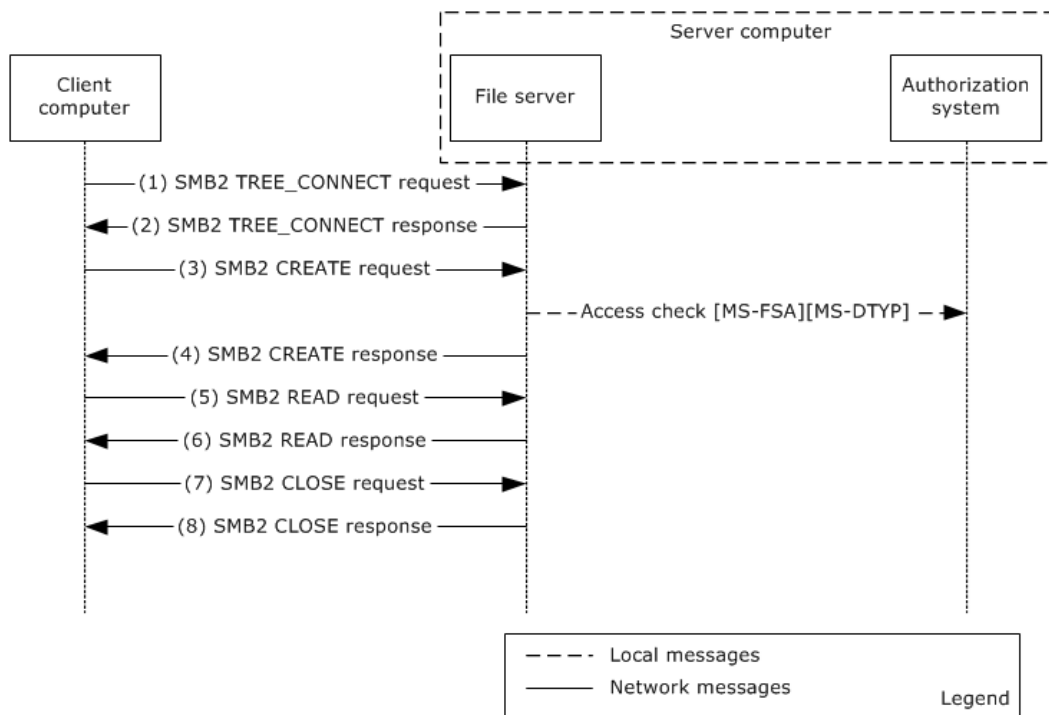 Server computer
Client
computer
File server
Authorization
system
(1) SMB2 TREE_CONNECT request
(2) SMB2 TREE_CONNECT response
(3) SMB2 CREATE request
Access check [MS-FSA][MS-DTYP]
(4) SMB2 CREATE response
(5) SMB2 READ request
(6) SMB2 READ response
(7) SMB2 CLOSE request
(8) SMB2 CLOSE response
Local messages
Network messages
Legend